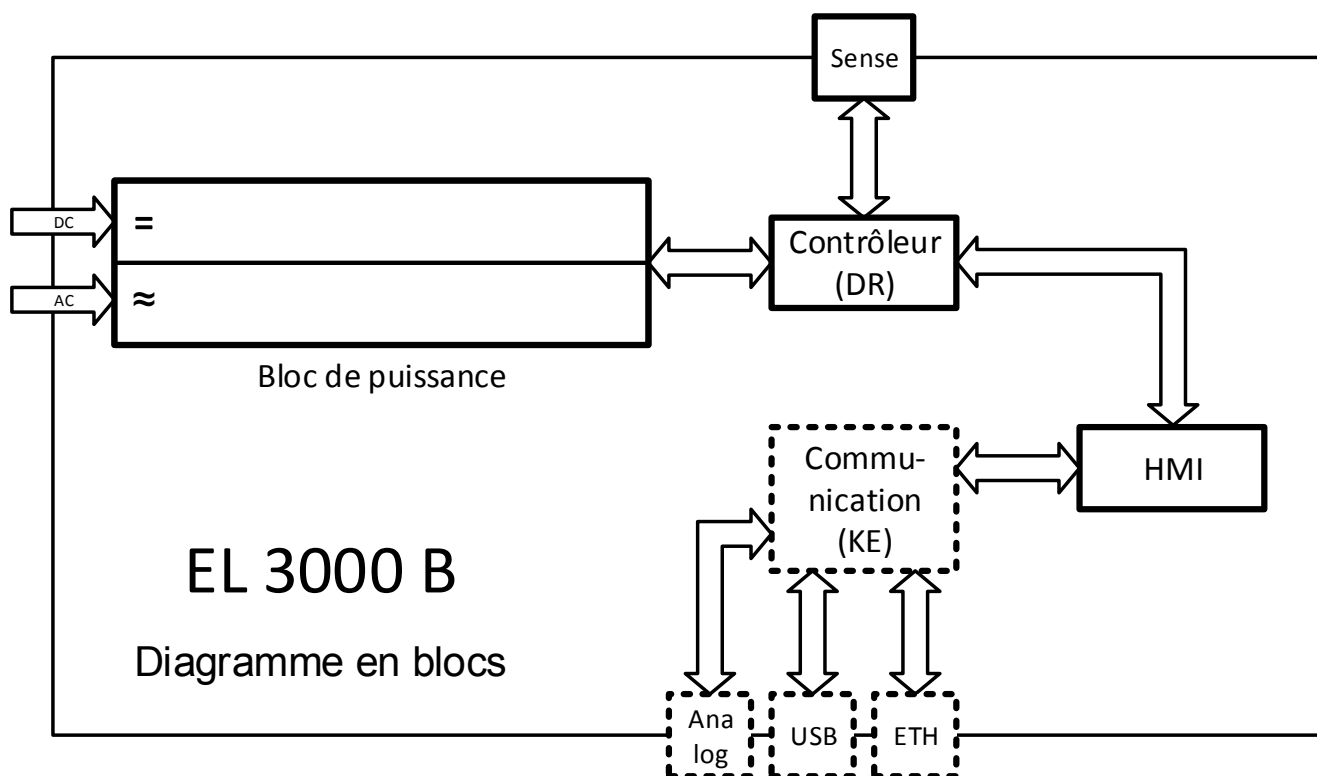 Sense
DC
=
Contrôleur
(DR)
AC
≈
Bloc de puissance
Commu-
nication
(KE)
HMI
EL 3000 B
Diagramme en blocs
Ana
log
USB
ETH